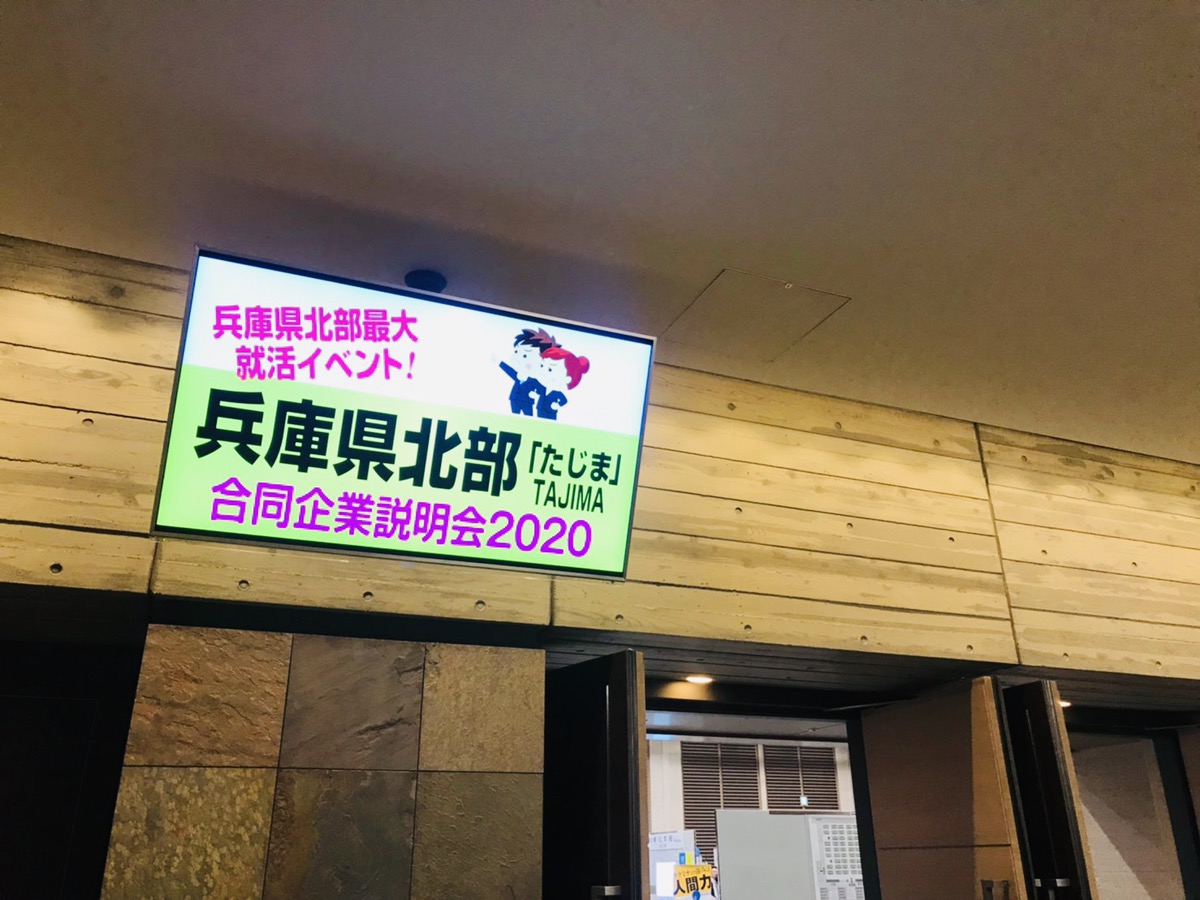 兵庫県北部最大
就活イベント!
兵庫県北部「たじま」
TAJIMA
合同企業説明会2020
人間力